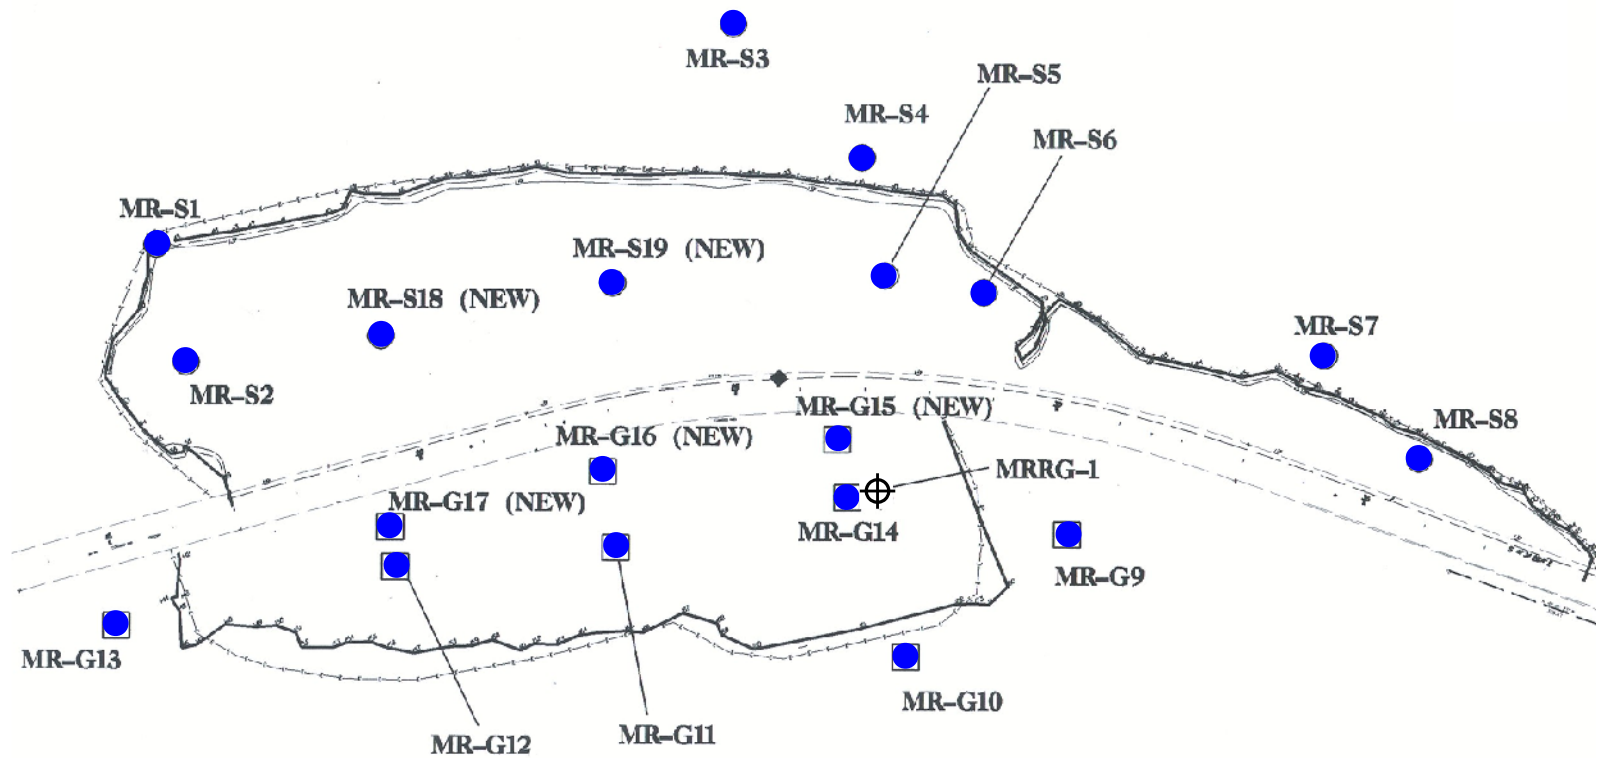 MR–S3
MR–S5
MR–S4
MR–S6
MR–S1
MR–S19 (NEW)
MR–S18 (NEW)
MR–S7
MR–S2
MR–G15 (NEW)
MR–S8
MR–G16 (NEW)
MRRG–1
MR–G17 (NEW)
MR–G14
MR–G9
MR–G13
MR–G10
MR–G11
MR–G12